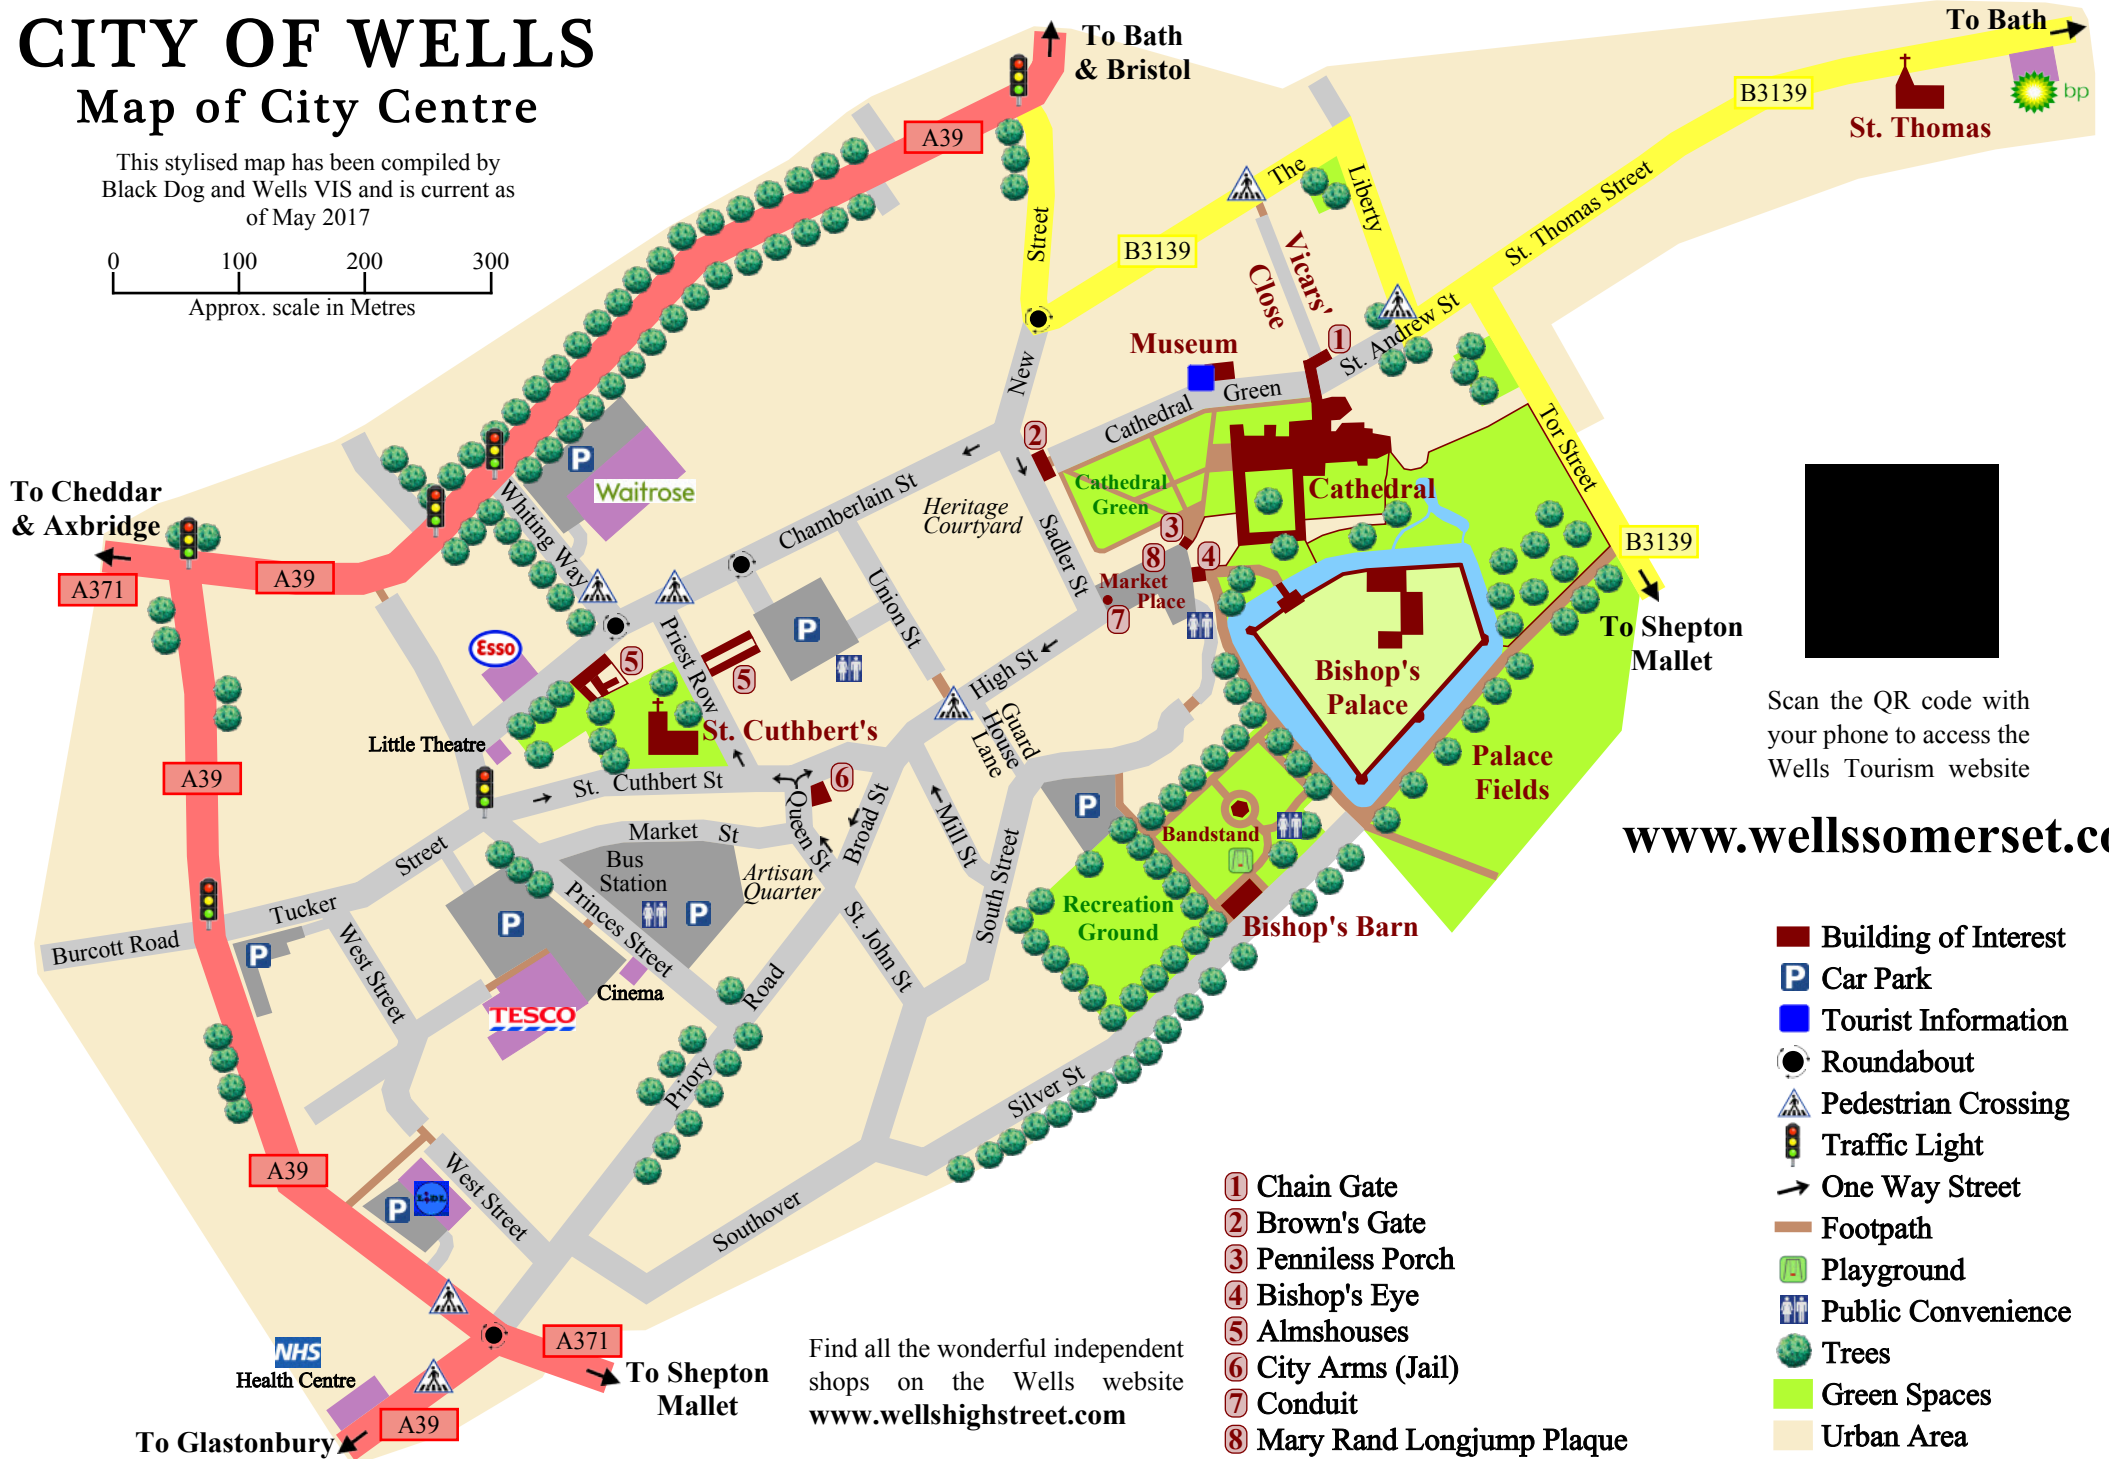 CITY OF WELLS
Map of City Centre
This stylised map has been compiled by
Black Dog and Wells VIS and is current as
of May 2017
0 100 200 300
Approx. scale in Metres
To Bath
& Bristol
To Bath
bp
St. Thomas
B3139
A39
Street
The
Liberty
B3139
St. Thomas Street
Vicars'
Close
St. Andrew St
1
Museum
New
Green
Cathedral
2
Tor Street
To Cheddar
& Axbridge
A371
A39
P
Waitrose
Whiting Way
Chamberlain St
Heritage
Courtyard
Sadler St
Cathedral
Green
Cathedral
3
8
4
Market
Place
7
B3139
To Shepton
Mallet
Union St
P
Esso
5
5
Priest Row
High St
Bishop's
Palace
Little Theatre
St. Cuthbert's
Guard
House
Lane
St. Cuthbert St
6
Queen St
Broad St
Mill St
P
Palace
Fields
A39
Market St
Bus
Station
P
Artisan
Quarter
South Street
Bandstand
Recreation
Ground
Bishop's Barn
Street
Tucker
Burcott Road
P
P
West Street
Princes Street
Cinema
TESCO
St. John St
Road
Priory
Silver St
A39
P
LIDL
West Street
Southover
NHS
Health Centre
A371
To Shepton
Mallet
A39
To Glastonbury
Find all the wonderful independent
shops on the Wells website
www.wellshighstreet.com
1 Chain Gate
2 Brown's Gate
3 Penniless Porch
4 Bishop's Eye
5 Almshouses
6 City Arms (Jail)
7 Conduit
8 Mary Rand Longjump Plaque
Scan the QR code with
your phone to access the
Wells Tourism website
www.wellssomerset.co
Building of Interest
P Car Park
Tourist Information
Roundabout
Pedestrian Crossing
Traffic Light
One Way Street
Footpath
Playground
Public Convenience
Trees
Green Spaces
Urban Area